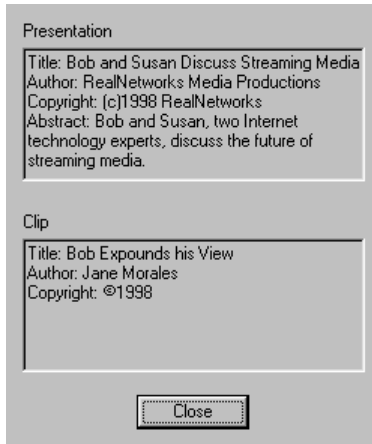 Presentation
Title: Bob and Susan Discuss Streaming Media
Author: RealNetworks Media Productions
Copyright: (c)1998 RealNetworks
Abstract: Bob and Susan, two Internet
technology experts, discuss the future of
streaming media.
Clip
Title: Bob Expounds his View
Author: Jane Morales
Copyright: ©1998
Close